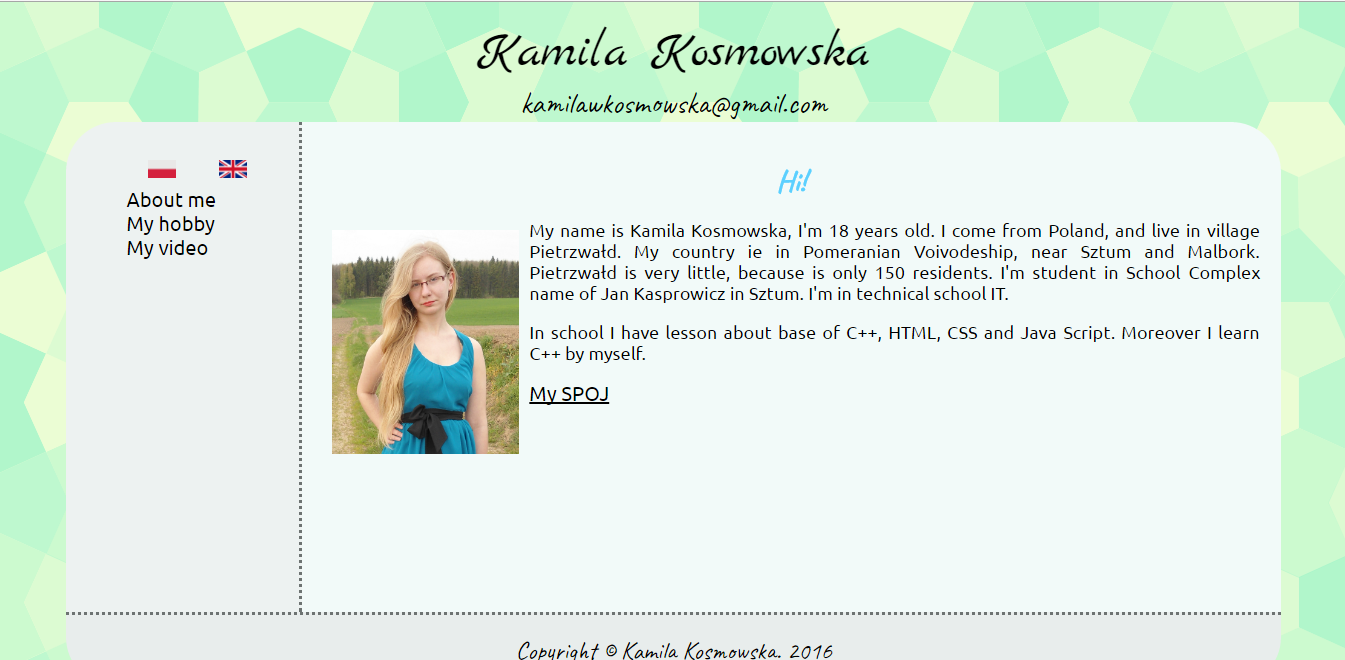 Kamila Kosmowska
kamilawkosmowska@gmail.com
About me
My hobby
My video
Hi!
My name is Kamila Kosmowska, I'm 18 years old. I come from Poland, and live in village
Pietrzwałd. My country ie in Pomeranian Voivodeship, near Sztum and Malbork.
Pietrzwałd is very little, because is only 150 residents. I'm student in School Complex
name of Jan Kasprowicz in Sztum. I'm in technical school IT.
In school I have lesson about base of C++, HTML, CSS and Java Script. Moreover I learn
C++ by myself.
My SPOJ
Copyright © Kamila Kosmowska. 2016